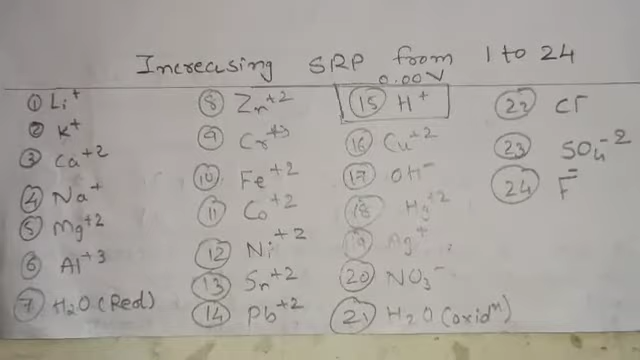 Increasing SRP from 1 to 24
0.00V
① Li⁺
② K⁺
③ Ca⁺²
④ Na⁺
⑤ Mg⁺²
⑥ Al⁺³
⑦ H₂O (Red)
⑧ Zn⁺²
⑨ Cr⁺³
⑩ Fe⁺²
⑪ Co⁺²
⑫ Ni⁺²
⑬ Sn⁺²
⑭ Pb⁺²
⑮ H⁺
⑯ Cu⁺²
⑰ OH⁻
⑱ Hg⁺²
⑲ Ag⁺
⑳ NO₃⁻
㉑ H₂O (oxidⁿ)
㉒ Cl⁻
㉓ SO₄⁻²
㉔ F⁻